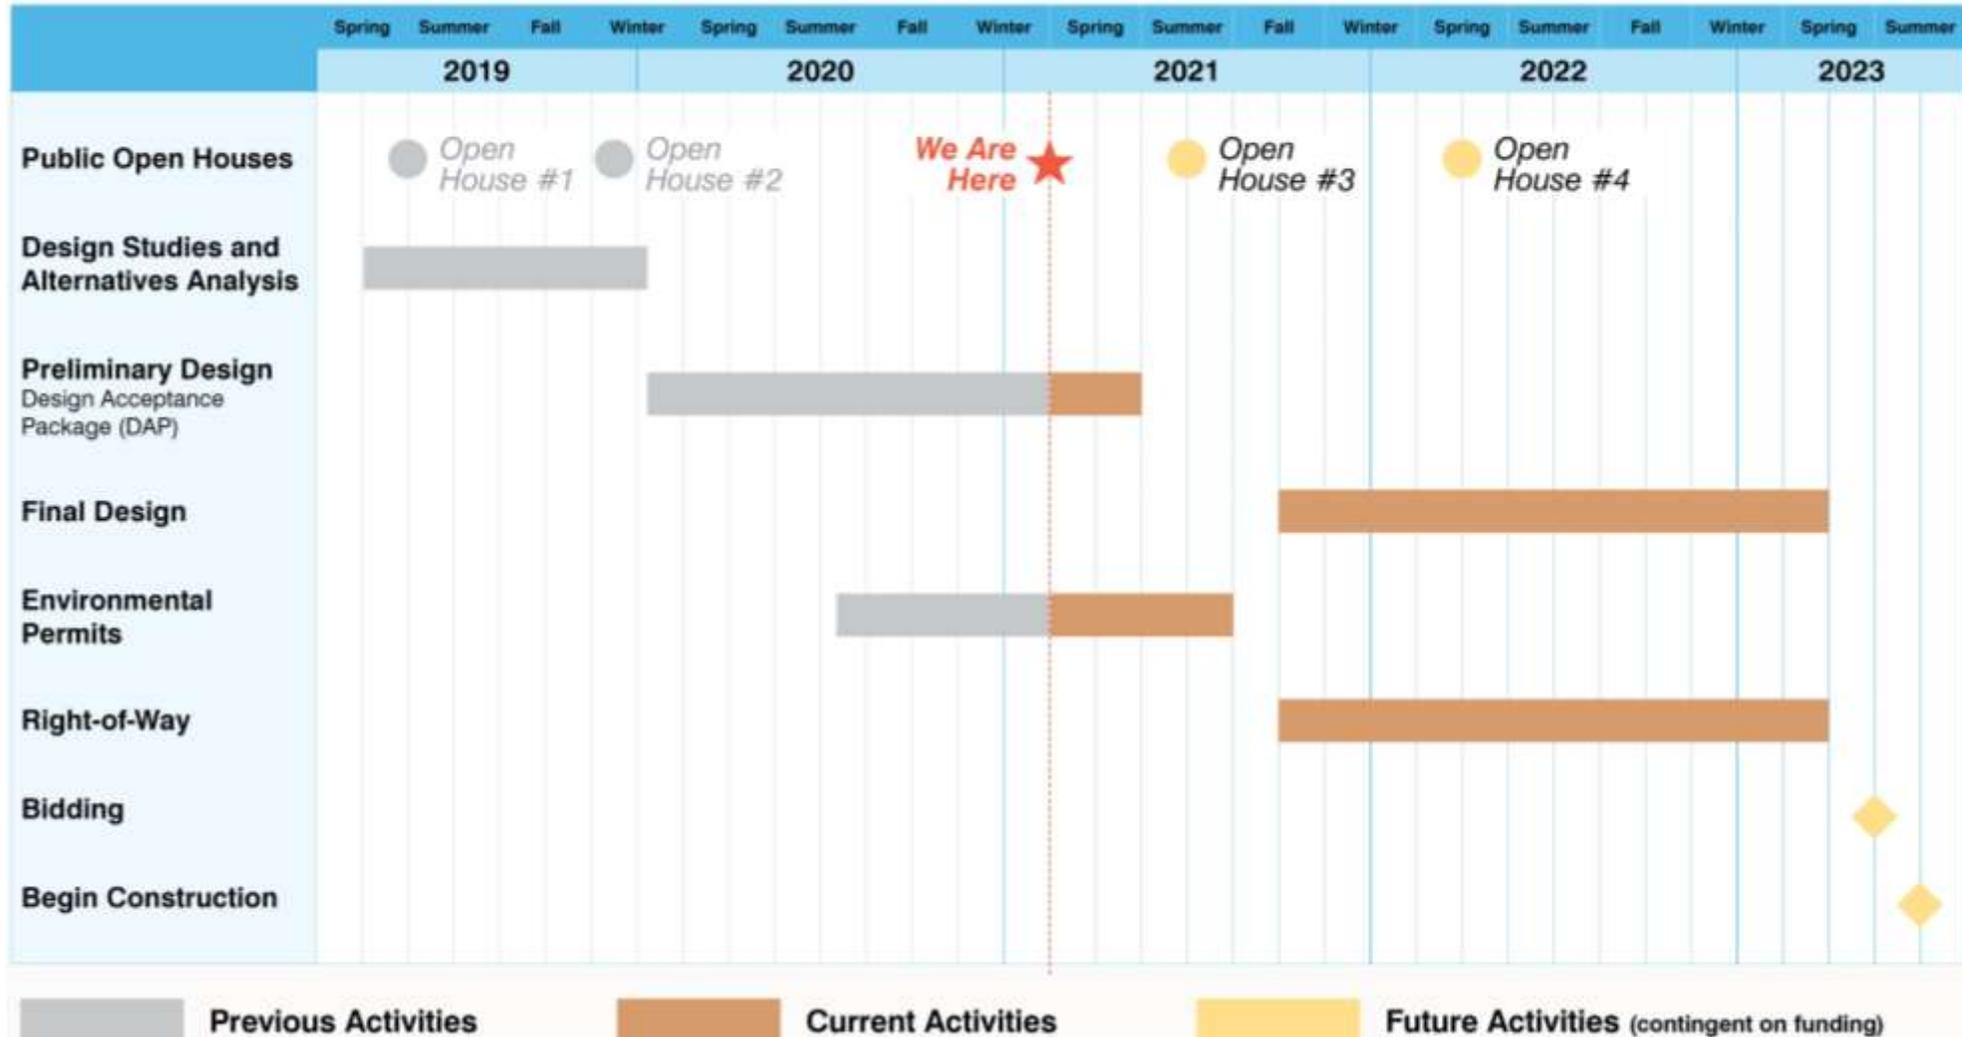 Spring Summer Fall Winter Spring Summer Fall Winter Spring Summer Fall Winter Spring Summer Fall Winter Spring Summer
2019 2020 2021 2022 2023
Public Open Houses
Open
House #1
Open
House #2
We Are
Here
Open
House #3
Open
House #4
Design Studies and
Alternatives Analysis
Preliminary Design
Design Acceptance
Package (DAP)
Final Design
Environmental
Permits
Right-of-Way
Bidding
Begin Construction
Previous Activities
Current Activities
Future Activities (contingent on funding)